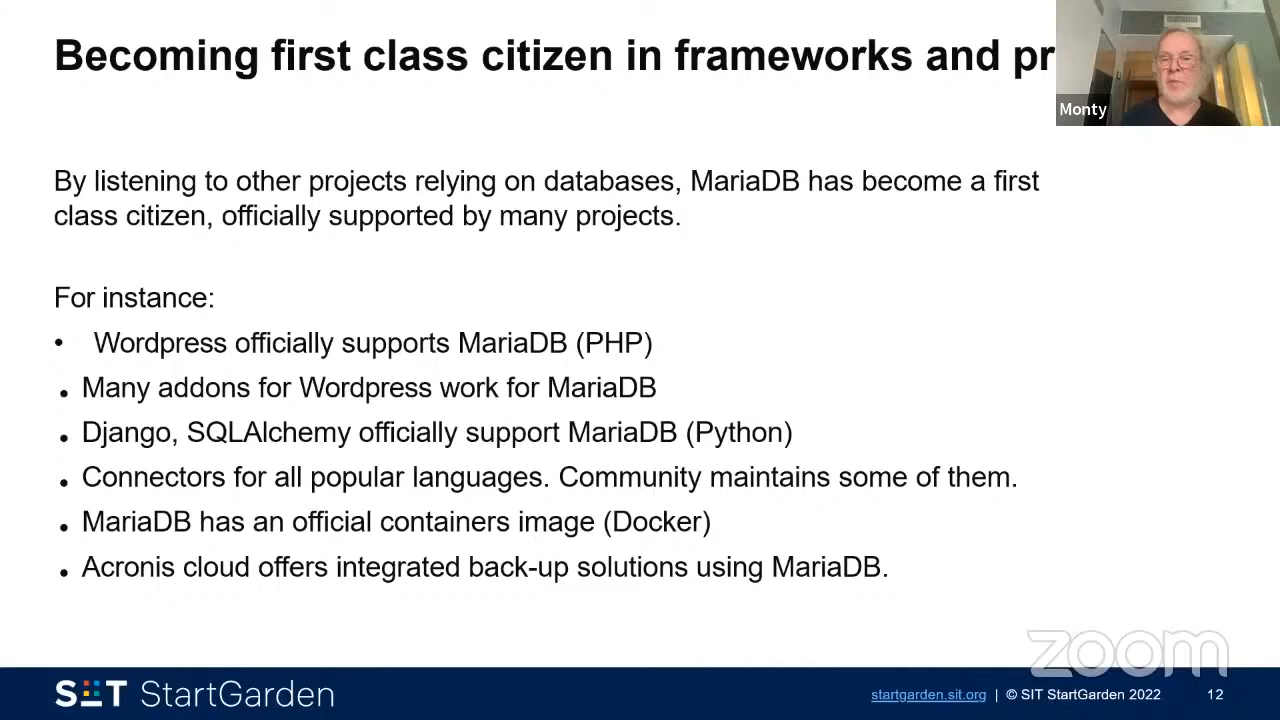 Becoming first class citizen in frameworks and pr
Monty
By listening to other projects relying on databases, MariaDB has become a first
class citizen, officially supported by many projects.
For instance:
• Wordpress officially supports MariaDB (PHP)
• Many addons for Wordpress work for MariaDB
• Django, SQLAlchemy officially support MariaDB (Python)
• Connectors for all popular languages. Community maintains some of them.
• MariaDB has an official containers image (Docker)
• Acronis cloud offers integrated back-up solutions using MariaDB.
zoom
SIT StartGarden
startgarden.sit.org | © SIT StartGarden 2022 12